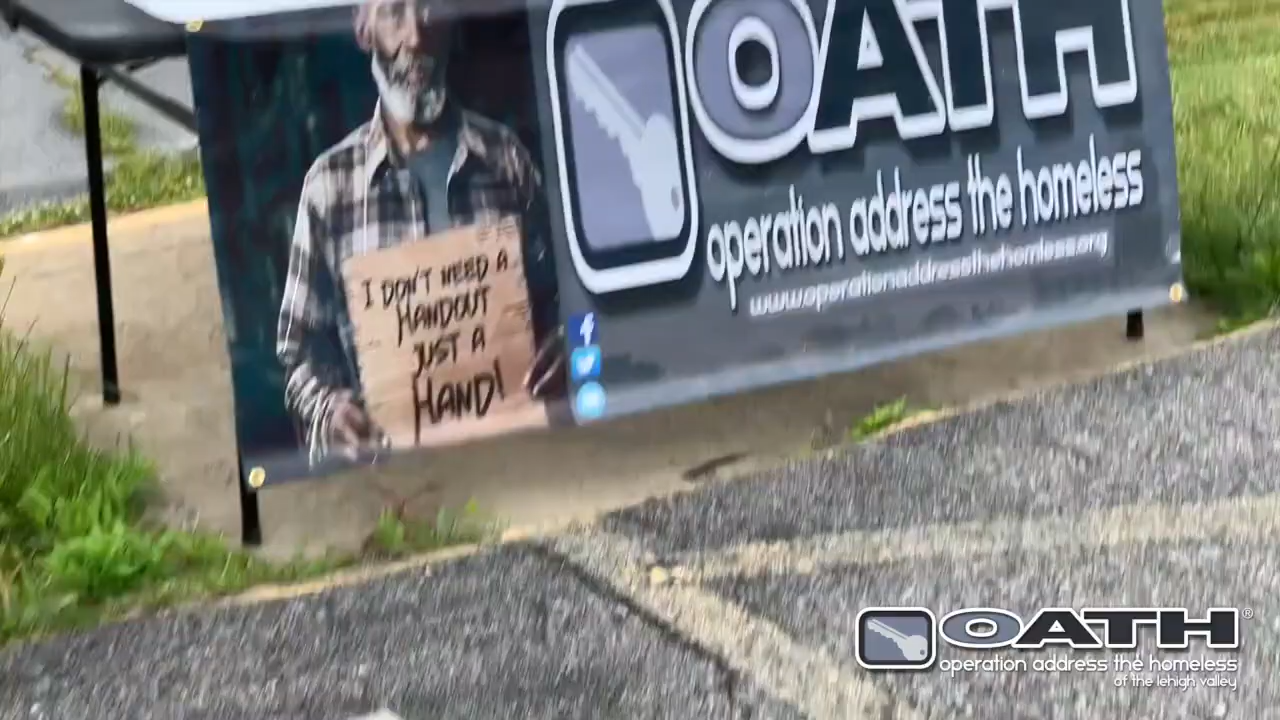 OATH
operation address the homeless
www.operationaddressthehomless.org
I DON'T NEED A
HANDOUT
JUST A
HAND!
OATH®
operation address the homeless
of the lehigh valley